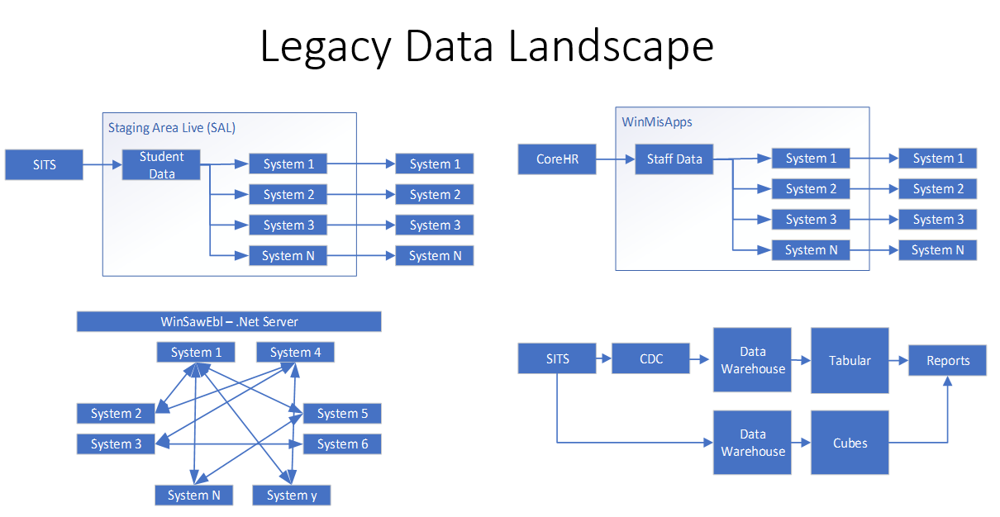 Legacy Data Landscape
Staging Area Live (SAL)
SITS
Student
Data
System 1
System 1
System 2
System 2
System 3
System 3
System N
System N
WinMisApps
CoreHR
Staff Data
System 1
System 1
System 2
System 2
System 3
System 3
System N
System N
WinSawEbl – .Net Server
System 1
System 4
System 2
System 5
System 3
System 6
System N
System y
SITS
CDC
Data
Warehouse
Tabular
Reports
Data
Warehouse
Cubes